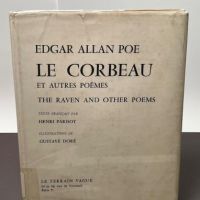 EDGAR ALLAN POE
LE CORBEAU
ET AUTRES POÈMES
THE RAVEN AND OTHER POEMS
TEXTE FRANÇAIS PAR
HENRI PARISOT
ILLUSTRATIONS DE
GUSTAVE DORÉ
LE TERRAIN VAGUE